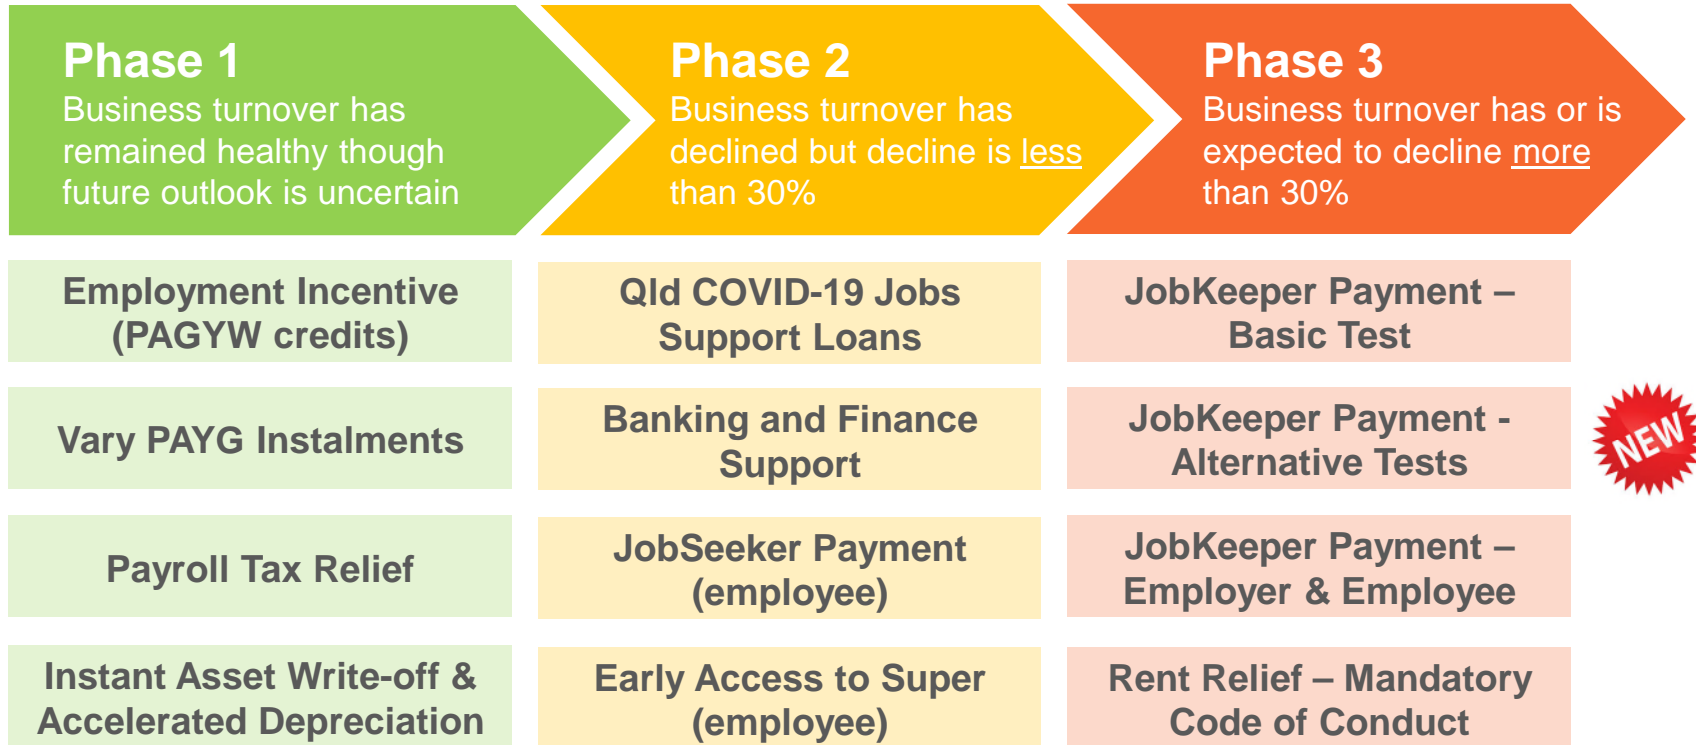 Phase 1
Business turnover has
remained healthy though
future outlook is uncertain
Phase 2
Business turnover has
declined but decline is less
than 30%
Phase 3
Business turnover has or is
expected to decline more
than 30%
Employment Incentive
(PAGYW credits)
Qld COVID-19 Jobs
Support Loans
JobKeeper Payment –
Basic Test
Vary PAYG Instalments
Banking and Finance
Support
JobKeeper Payment -
Alternative Tests
NEW
Payroll Tax Relief
JobSeeker Payment
(employee)
JobKeeper Payment –
Employer & Employee
Instant Asset Write-off &
Accelerated Depreciation
Early Access to Super
(employee)
Rent Relief – Mandatory
Code of Conduct